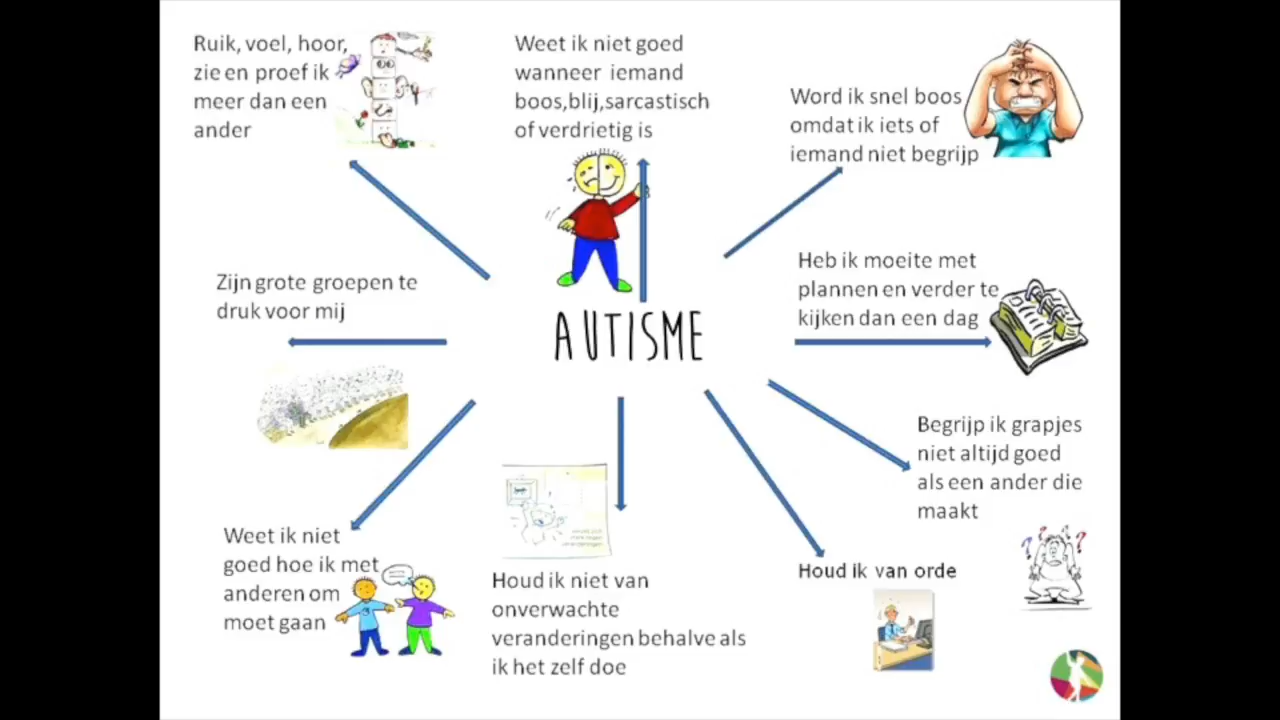 Ruik, voel, hoor,
zie en proef ik
meer dan een
ander
Weet ik niet goed
wanneer iemand
boos,blij,sarcastisch
of verdrietig is
Word ik snel boos
omdat ik iets of
iemand niet begrijp
Zijn grote groepen te
druk voor mij
AUTISME
Heb ik moeite met
plannen en verder te
kijken dan een dag
Begrijp ik grapjes
niet altijd goed
als een ander die
maakt
Weet ik niet
goed hoe ik met
anderen om
moet gaan
Houd ik niet van
onverwachte
veranderingen behalve als
ik het zelf doe
Houd ik van orde